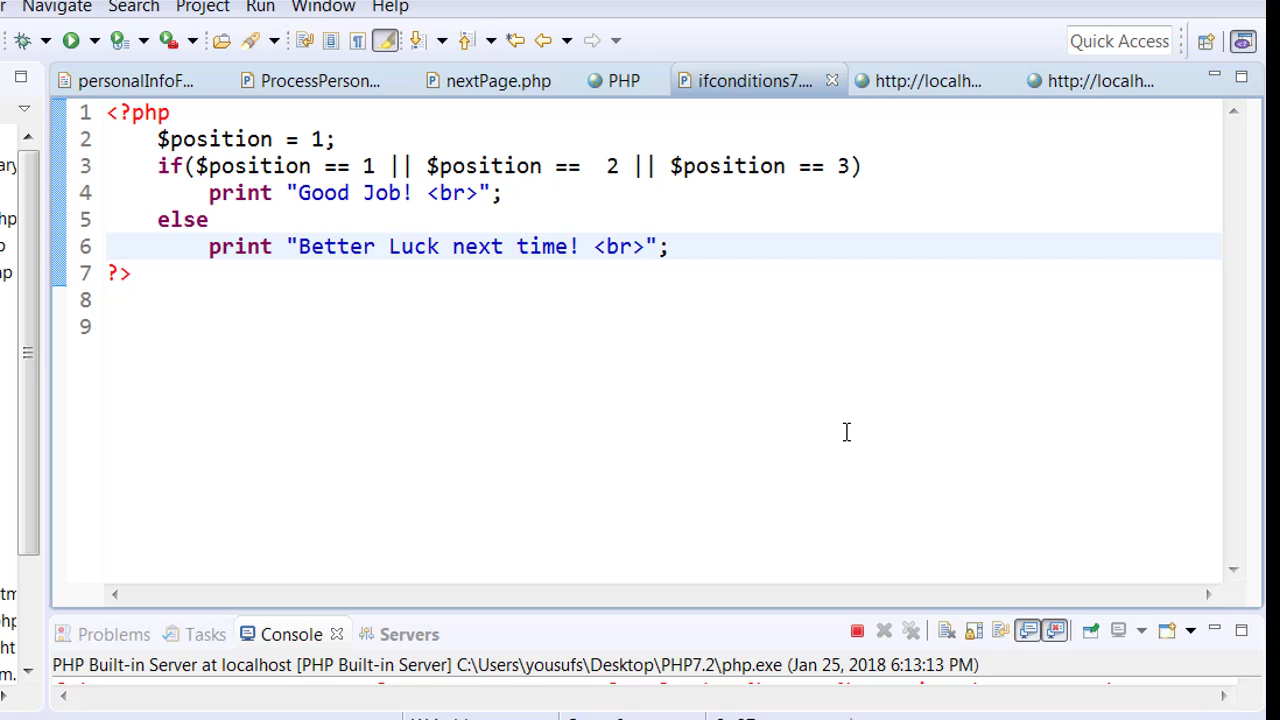 Navigate Search Project Run Window Help
Quick Access
personalInfoF... ProcessPerson... nextPage.php PHP ifconditions7.... http://localh... http://localh...
1 <?php
2 $position = 1;
3 if($position == 1 || $position ==  2 || $position == 3)
4 print "Good Job! <br>";
5 else
6 print "Better Luck next time! <br>";
7 ?>
8
9
Problems Tasks Console Servers
PHP Built-in Server at localhost [PHP Built-in Server] C:\Users\yousufs\Desktop\PHP7.2\php.exe (Jan 25, 2018 6:13:13 PM)